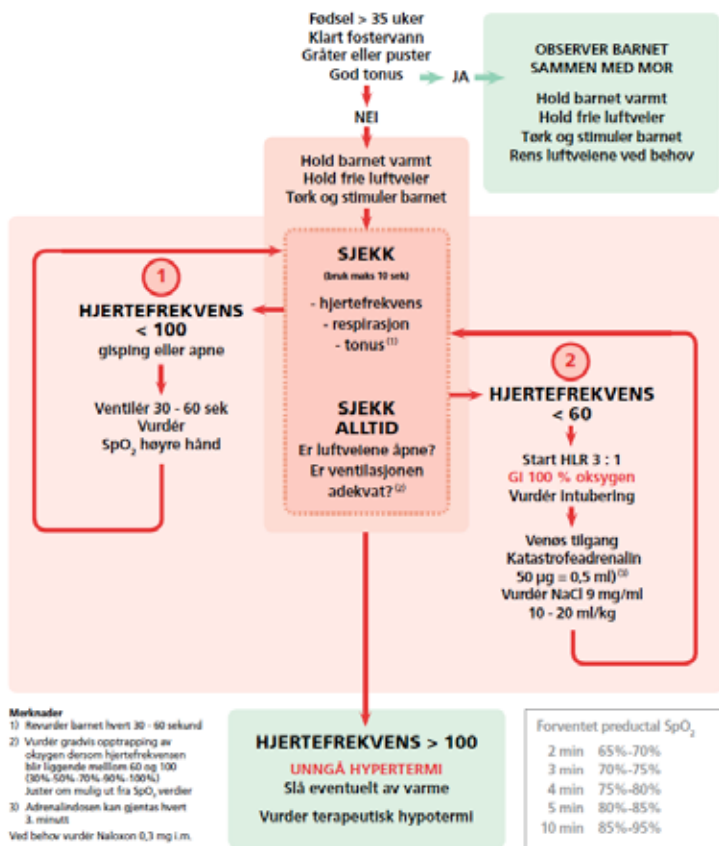 Fødsel > 35 uker
Klart fostervann
Gråter eller puster
God tonus
JA
NEI
OBSERVER BARNET
SAMMEN MED MOR
Hold barnet varmt
Hold frie luftveier
Tørk og stimuler barnet
Rens luftveiene ved behov
Hold barnet varmt
Hold frie luftveier
Tørk og stimuler barnet
SJEKK
(bruk maks 10 sek)
- hjertefrekvens
- respirasjon
- tonus (1)
SJEKK
ALLTID
Er luftveiene åpne?
Er ventilasjonen
adekvat? (2)
1
HJERTEFREKVENS
< 100
gisping eller apne
Ventilér 30 - 60 sek
Vurdér
SpO2 høyre hånd
2
HJERTEFREKVENS
< 60
Start HLR 3 : 1
GI 100 % oksygen
Vurdér intubering
Venøs tilgang
Katastrofeadrenalin
50 µg = 0,5 ml) (3)
Vurdér NaCl 9 mg/ml
10 - 20 ml/kg
Merknader
1) Revurder barnet hvert 30 - 60 sekund
2) Vurdér gradvis opptrapping av
oksygen dersom hjertefrekvensen
blir liggende melllom 60 og 100
(30%-50%-70%-90%-100%)
Juster om mulig ut fra SpO2 verdier
3) Adrenalindosen kan gjentas hvert
3. minutt
Ved behov vurdér Naloxon 0,3 mg i.m.
HJERTEFREKVENS > 100
UNNGÅ HYPERTERMI
Slå eventuelt av varme
Vurder terapeutisk hypotermi
Forventet preductal SpO2
2 min 65%-70%
3 min 70%-75%
4 min 75%-80%
5 min 80%-85%
10 min 85%-95%